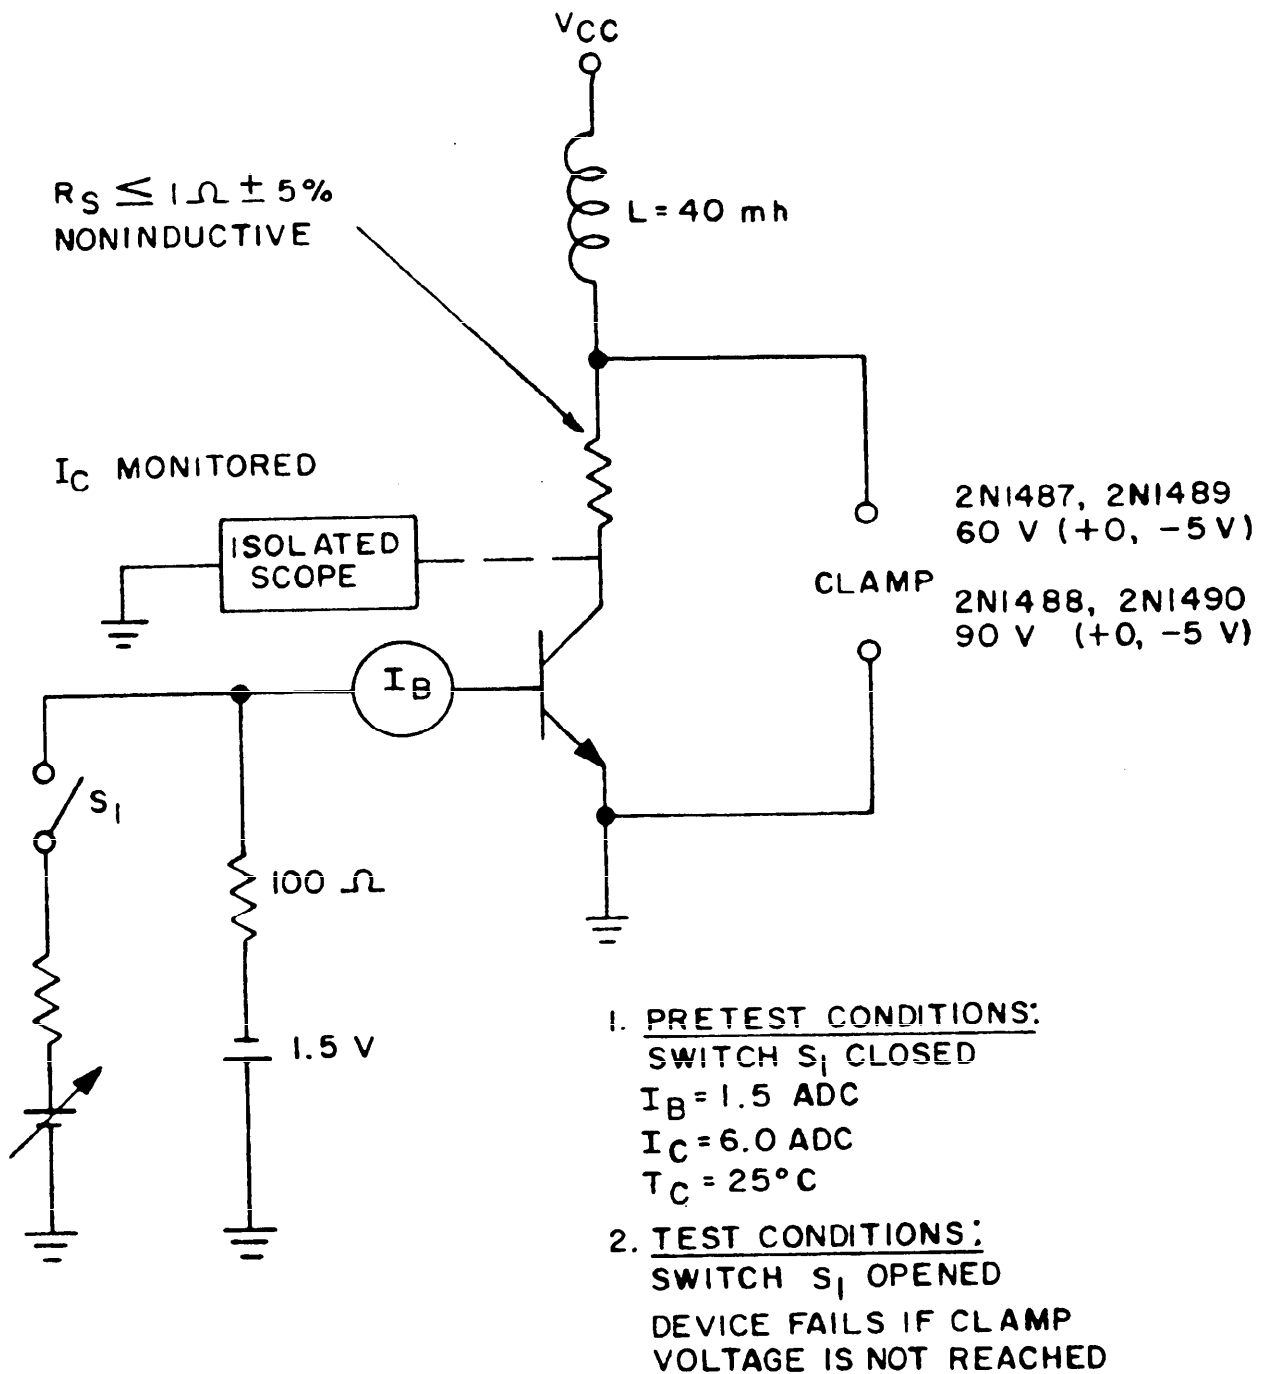 VCC
RS ≤ 1 Ω ± 5%
NONINDUCTIVE
L = 40 mh
IC MONITORED
ISOLATED
SCOPE
2N1487, 2N1489
60 V (+0, -5 V)
CLAMP
2N1488, 2N1490
90 V (+0, -5 V)
IB
S1
100 Ω
1.5 V
1. PRETEST CONDITIONS:
SWITCH S1 CLOSED
IB = 1.5 ADC
IC = 6.0 ADC
TC = 25°C
2. TEST CONDITIONS:
SWITCH S1 OPENED
DEVICE FAILS IF CLAMP
VOLTAGE IS NOT REACHED